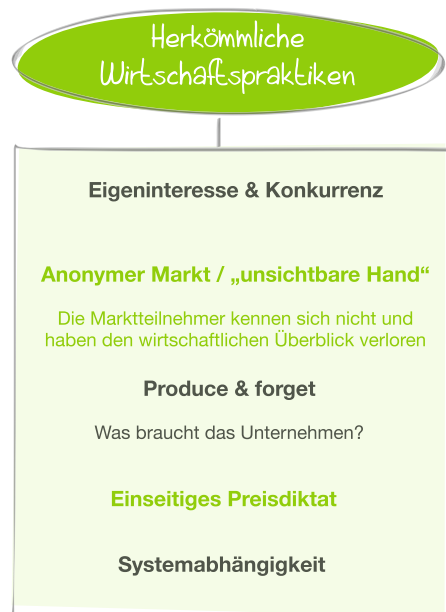 Herkömmliche
Wirtschaftspraktiken
Eigeninteresse & Konkurrenz
Anonymer Markt / „unsichtbare Hand“
Die Marktteilnehmer kennen sich nicht und
haben den wirtschaftlichen Überblick verloren
Produce & forget
Was braucht das Unternehmen?
Einseitiges Preisdiktat
Systemabhängigkeit